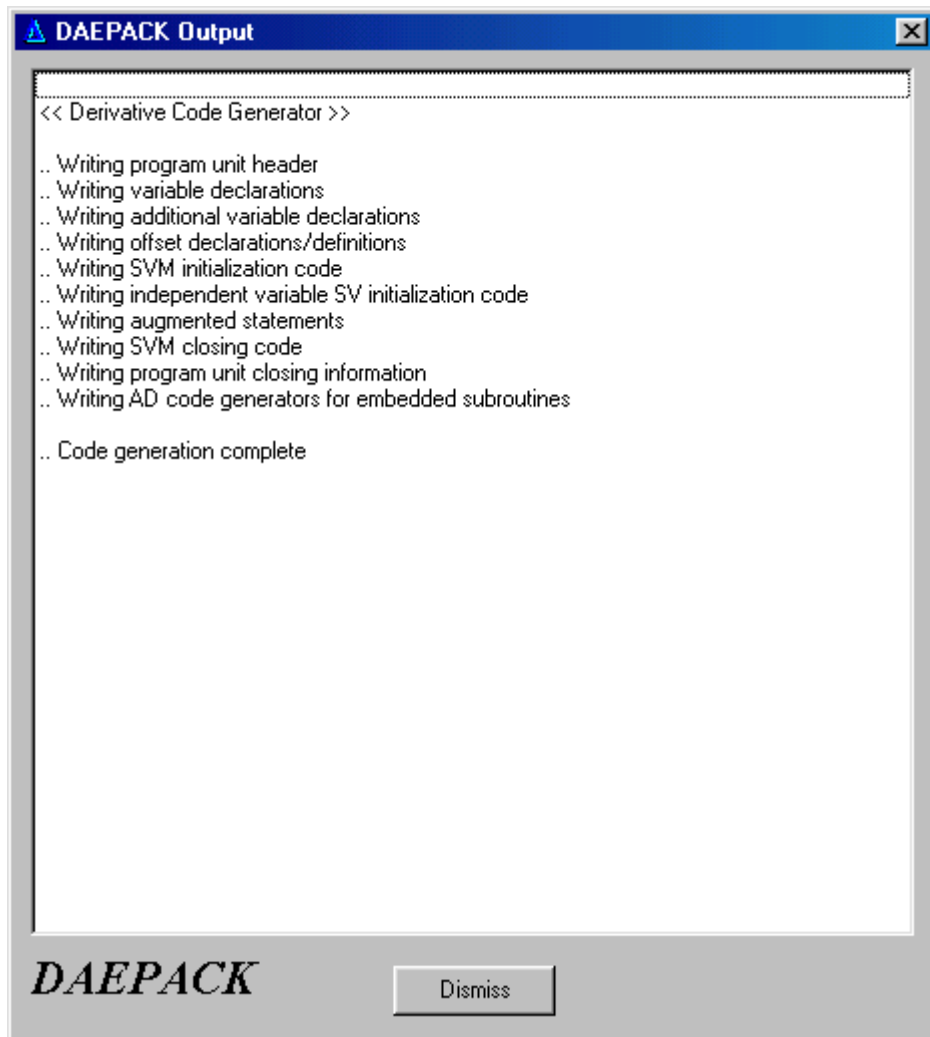 DAEPACK Output
<< Derivative Code Generator >>
.. Writing program unit header
.. Writing variable declarations
.. Writing additional variable declarations
.. Writing offset declarations/definitions
.. Writing SVM initialization code
.. Writing independent variable SV initialization code
.. Writing augmented statements
.. Writing SVM closing code
.. Writing program unit closing information
.. Writing AD code generators for embedded subroutines
.. Code generation complete
DAEPACK
Dismiss